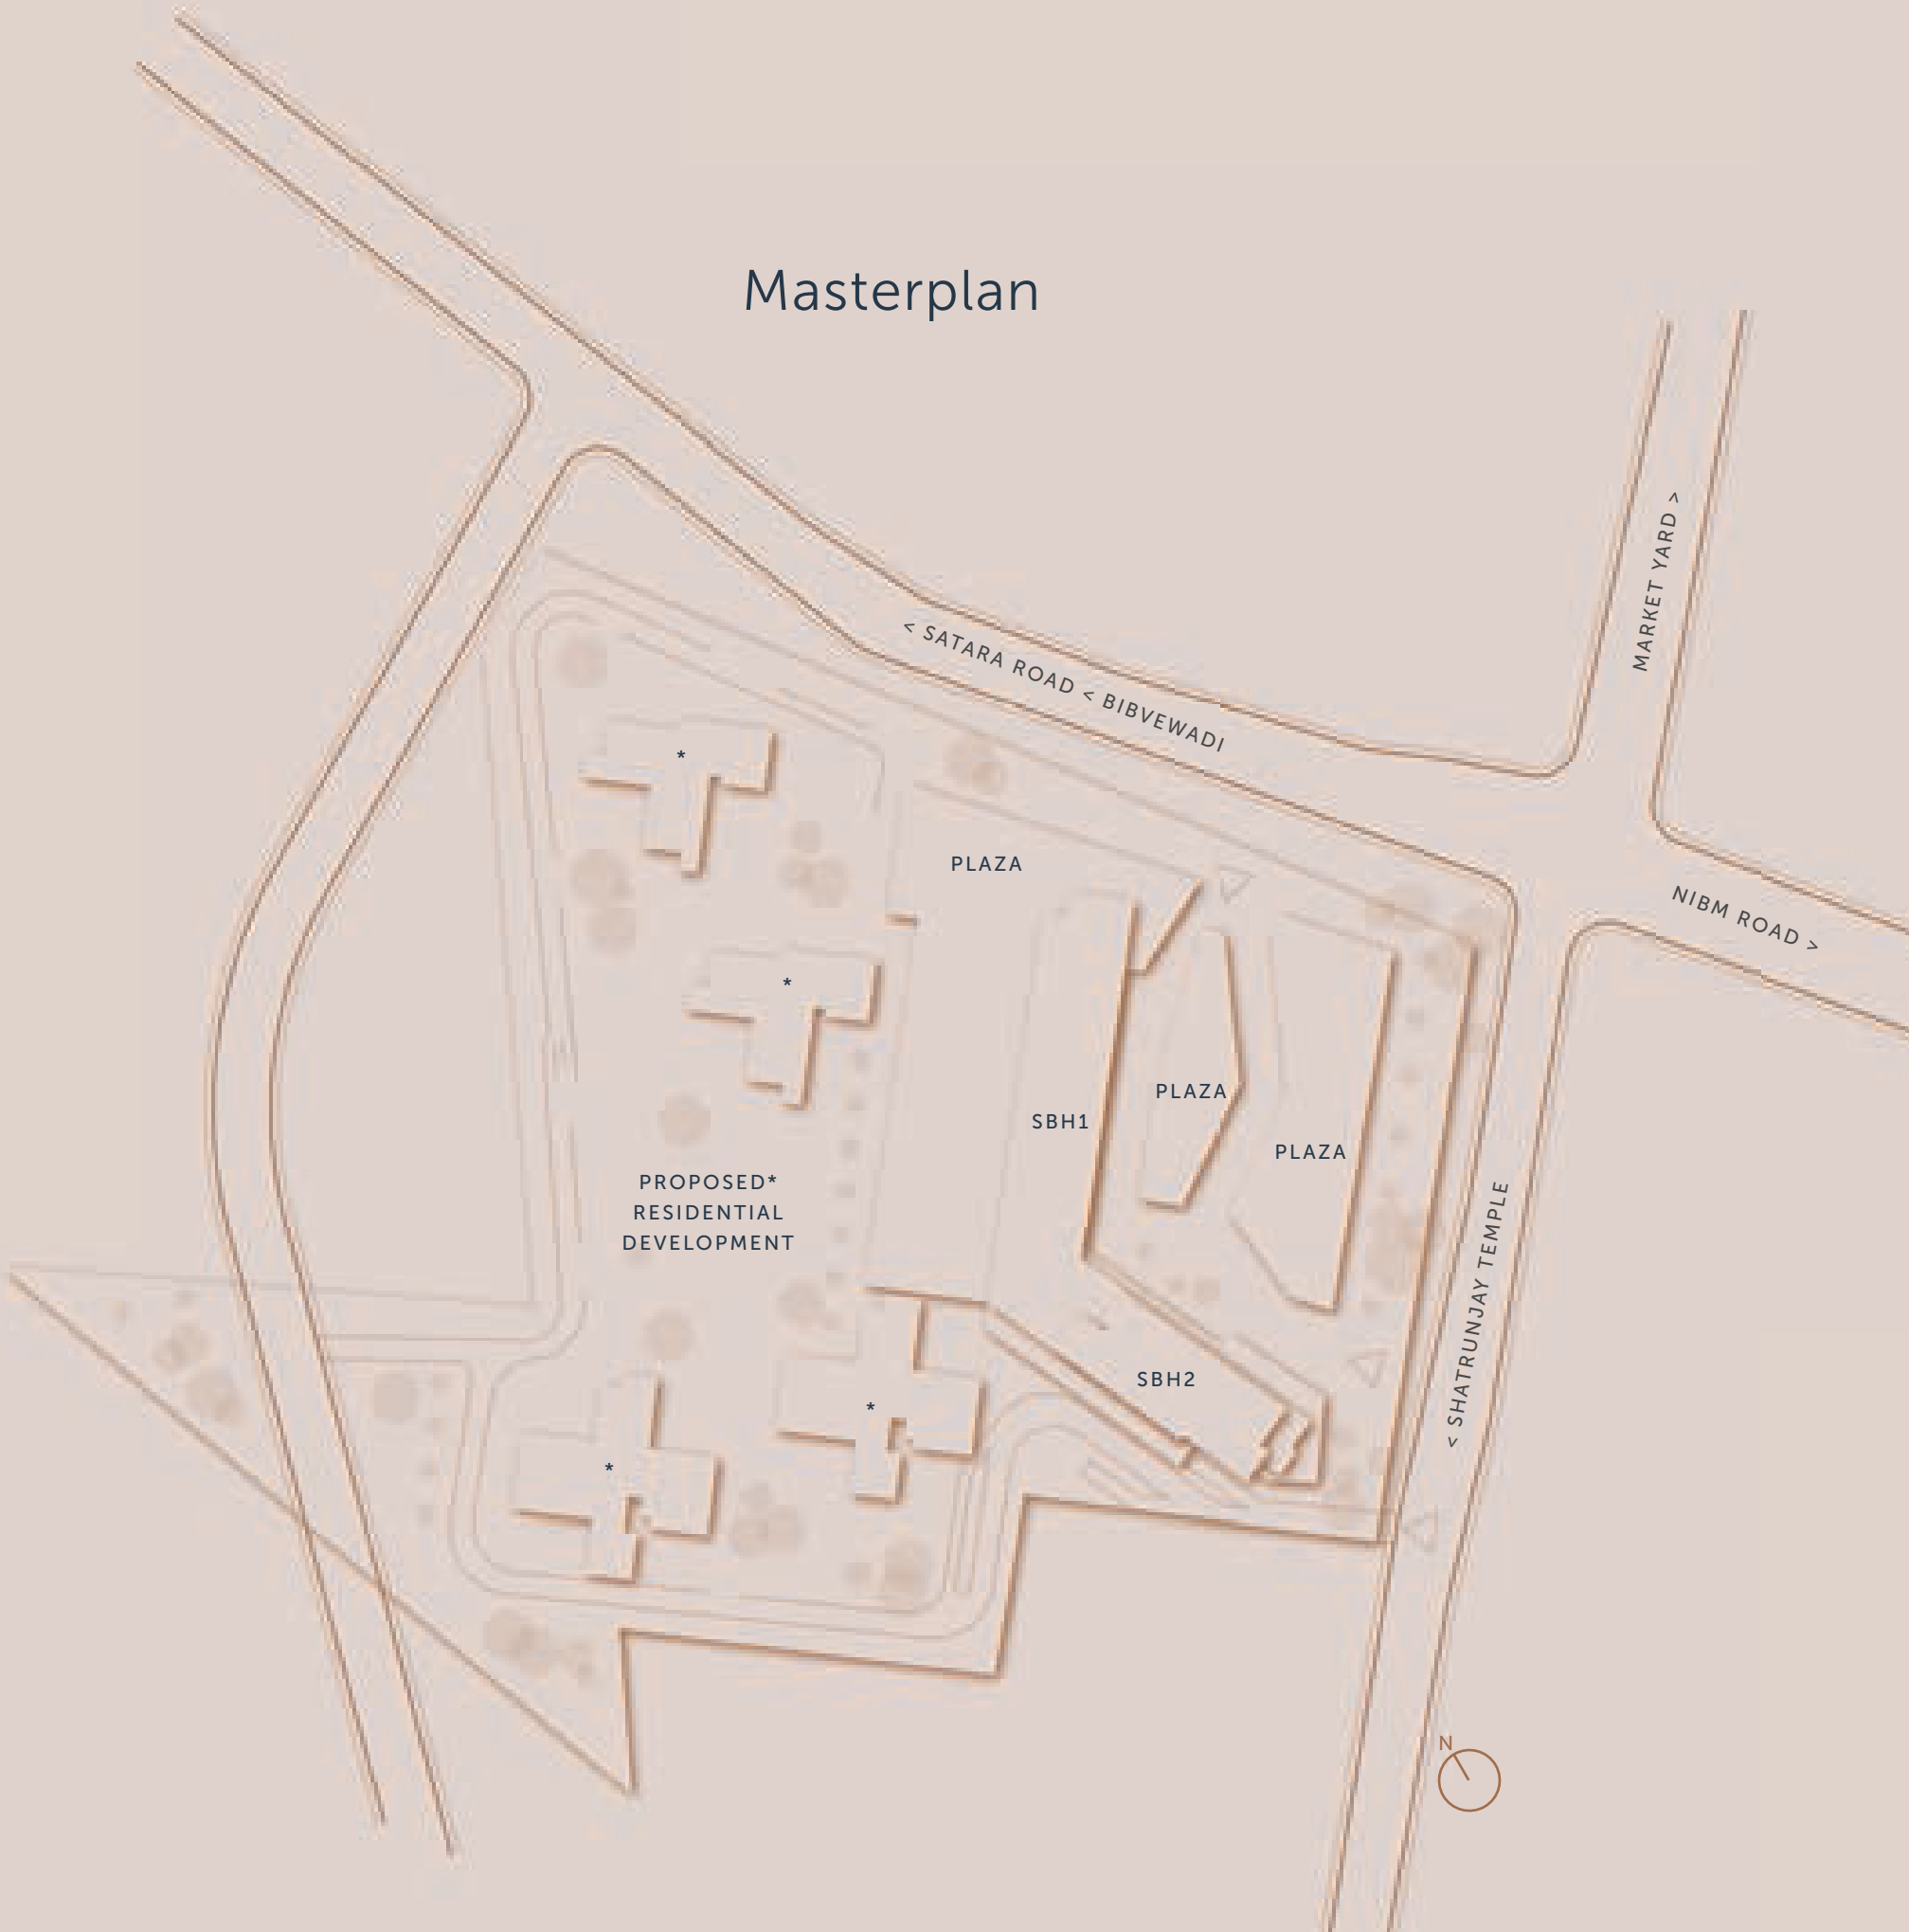 Masterplan
MARKET YARD >
< SATARA ROAD < BIBVEWADI
*
PLAZA
NIBM ROAD >
*
PLAZA
SBH1
PLAZA
PROPOSED*
RESIDENTIAL
DEVELOPMENT
< SHATRUNJAY TEMPLE
SBH2
*
*
N